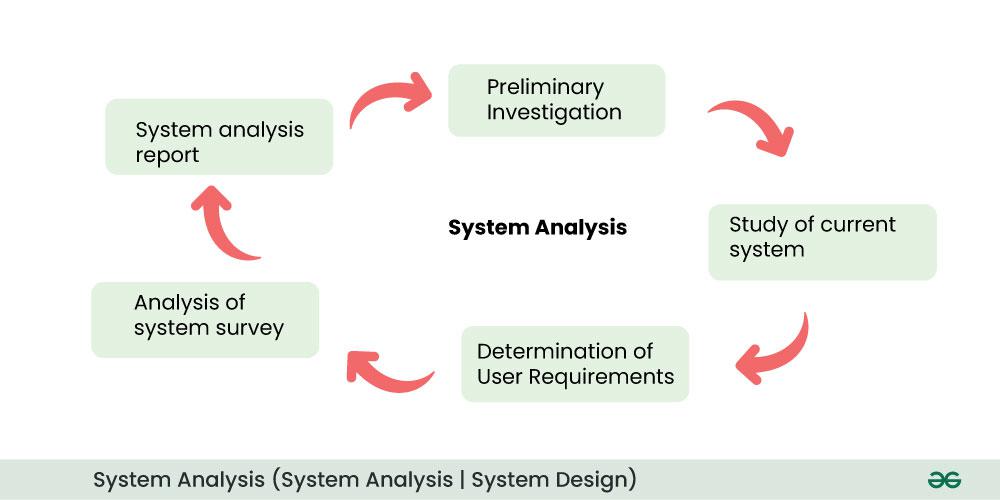 Preliminary
Investigation
System analysis
report
System Analysis
Study of current
system
Analysis of
system survey
Determination of
User Requirements
System Analysis (System Analysis | System Design)